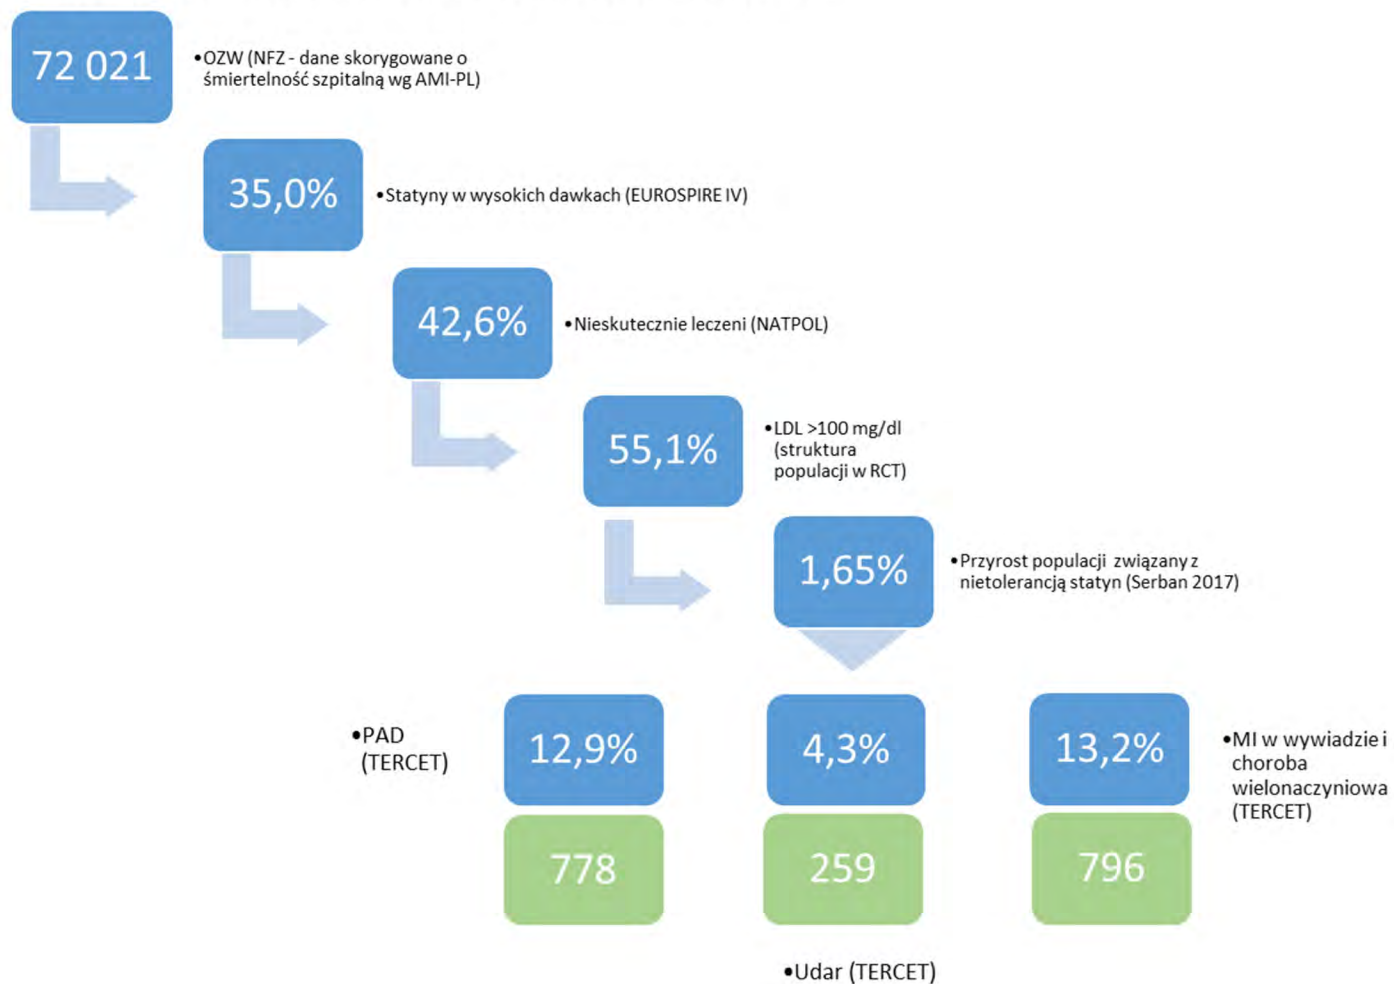 72 021
•OZW (NFZ - dane skorygowane o
śmiertelność szpitalną wg AMI-PL)
35,0%
•Statyny w wysokich dawkach (EUROSPIRE IV)
42,6%
•Nieskutecznie leczeni (NATPOL)
55,1%
•LDL >100 mg/dl
(struktura
populacji w RCT)
1,65%
•Przyrost populacji związany z
nietolerancją statyn (Serban 2017)
•PAD
(TERCET)
12,9%
4,3%
13,2%
•MI w wywiadzie i
choroba
wielonaczyniowa
(TERCET)
778
259
796
•Udar (TERCET)